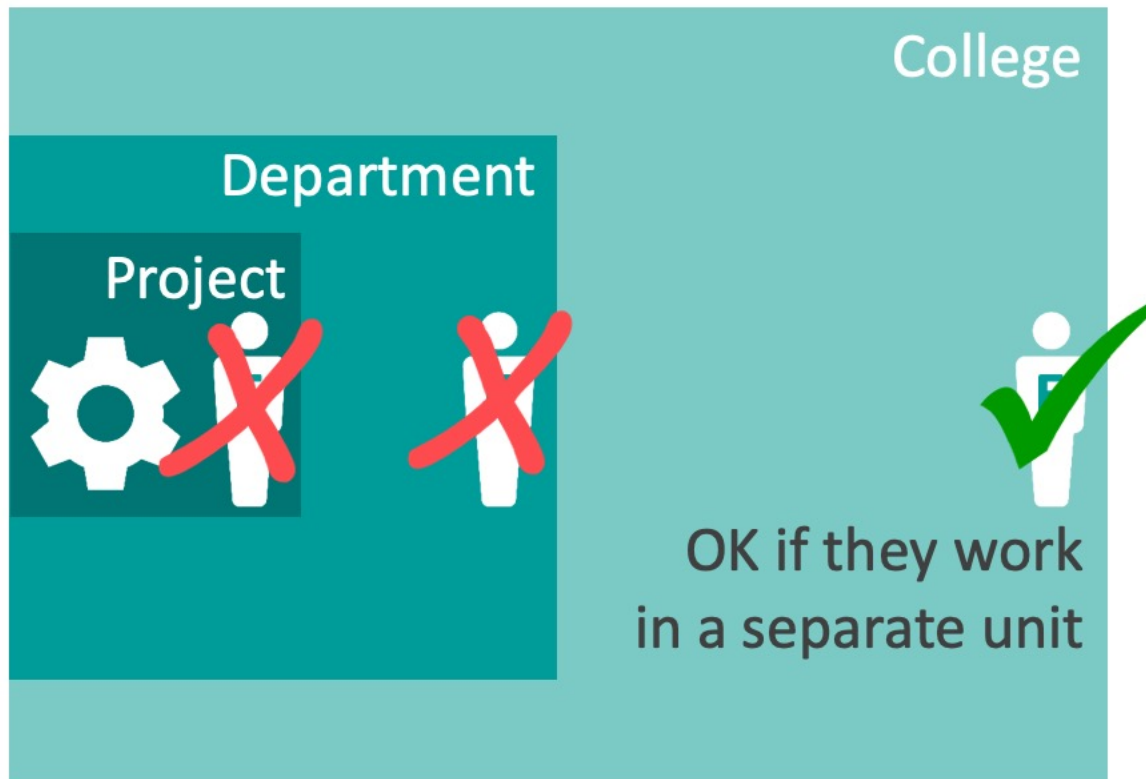 College
Department
Project
OK if they work
in a separate unit